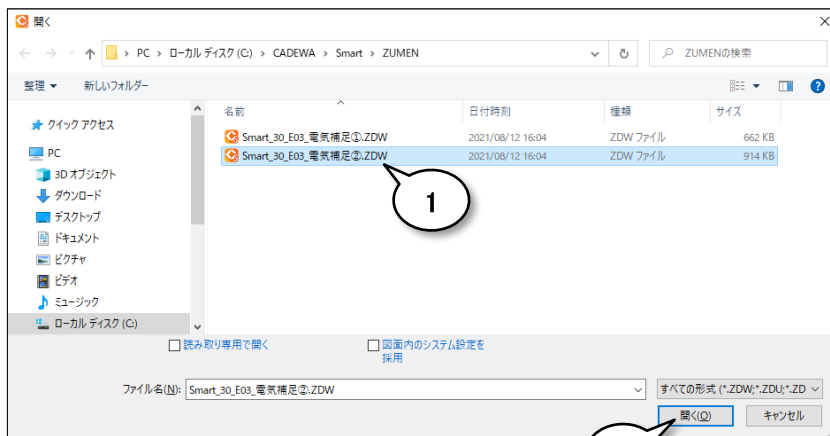 開く
PC > ローカル ディスク (C:) > CADEWA > Smart > ZUMEN
ZUMENの検索
整理 ▼ 新しいフォルダー
名前 日付時刻 種類 サイズ
クイック アクセス
Smart_30_E03_電気補足①.ZDW 2021/08/12 16:04 ZDW ファイル 662 KB
PC
Smart_30_E03_電気補足②.ZDW 2021/08/12 16:04 ZDW ファイル 914 KB
3D オブジェクト
ダウンロード
1
デスクトップ
ドキュメント
ピクチャ
ビデオ
ミュージック
ローカル ディスク (C:)
読み取り専用で開く
図面内のシステム設定を
採用
ファイル名(N): Smart_30_E03_電気補足②.ZDW
すべての形式 (*.ZDW;*.ZDU;*.ZD
開く(O) キャンセル